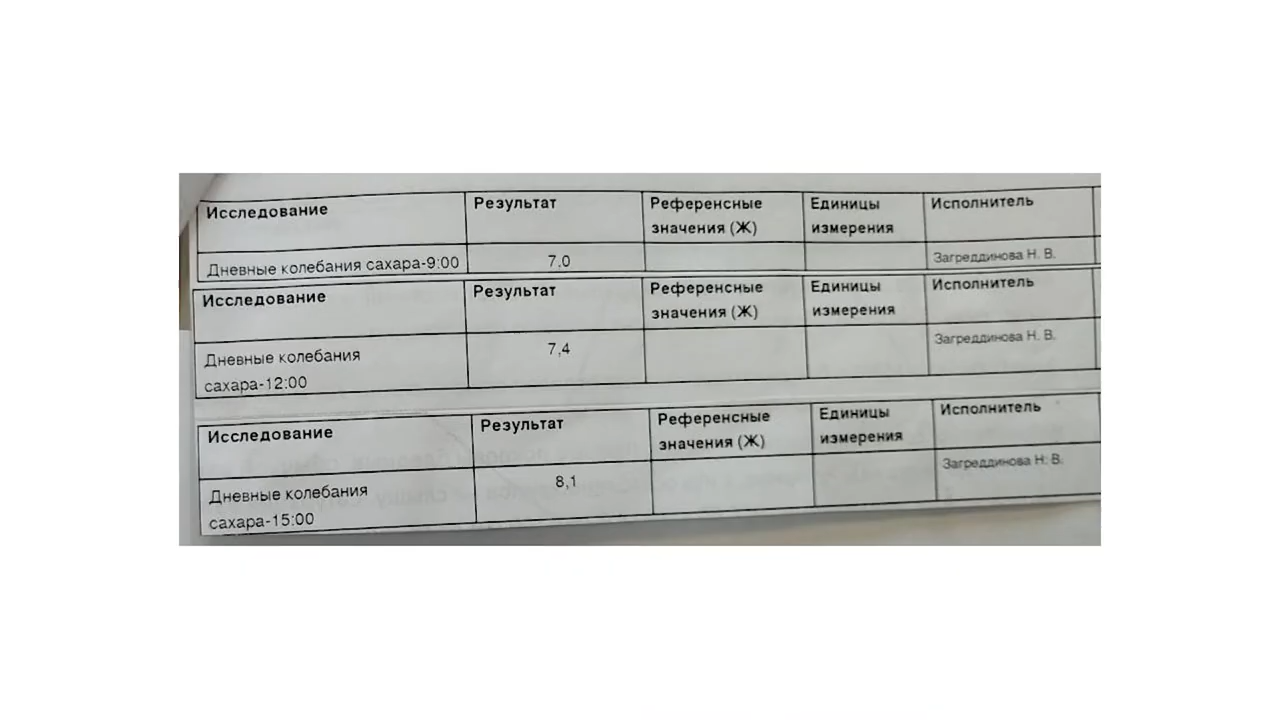 Исследование Результат Референсные Единицы Исполнитель
значения (Ж) измерения
Дневные колебания сахара-9:00 7,0 Загреддинова Н. В.
Исследование Результат Референсные Единицы Исполнитель
значения (Ж) измерения
Дневные колебания 7,4 Загреддинова Н. В.
сахара-12:00
Исследование Результат Референсные Единицы Исполнитель
значения (Ж) измерения
Дневные колебания 8,1 Загреддинова Н. В.
сахара-15:00